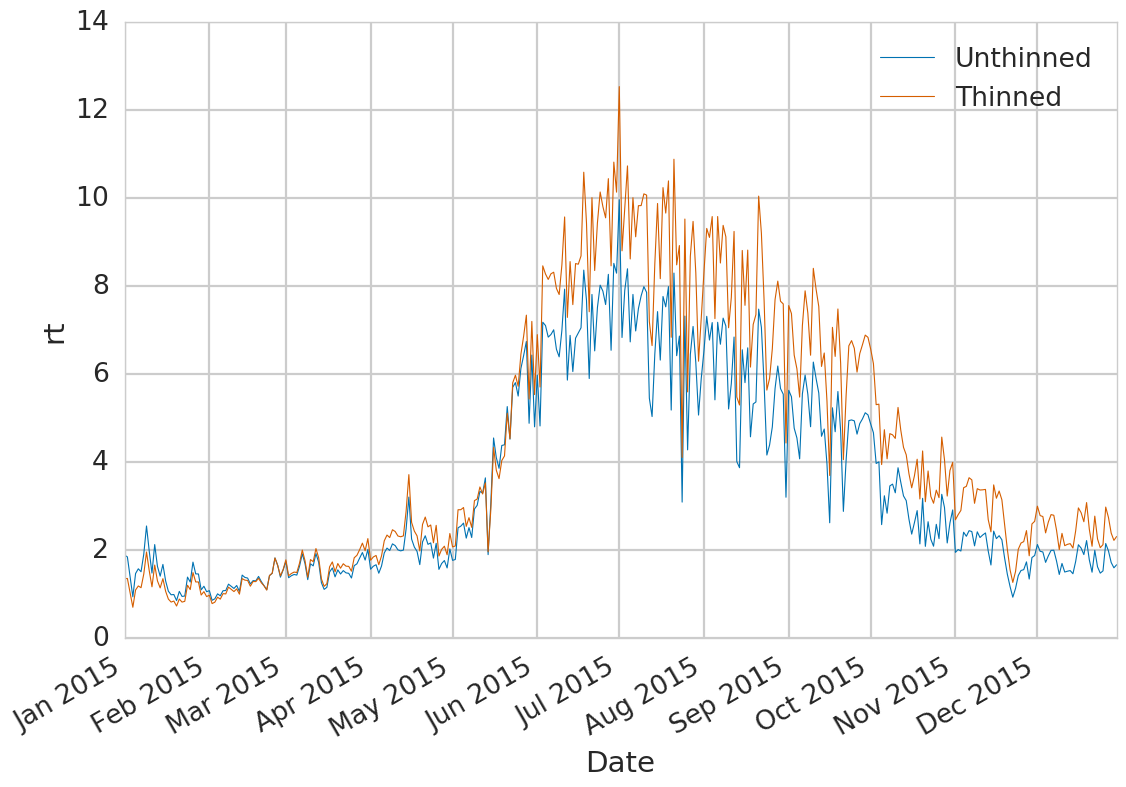 14
12
10
8
6
4
2
0
rt
Unthinned
Thinned
Jan 2015
Feb 2015
Mar 2015
Apr 2015
May 2015
Jun 2015
Jul 2015
Aug 2015
Sep 2015
Oct 2015
Nov 2015
Dec 2015
Date